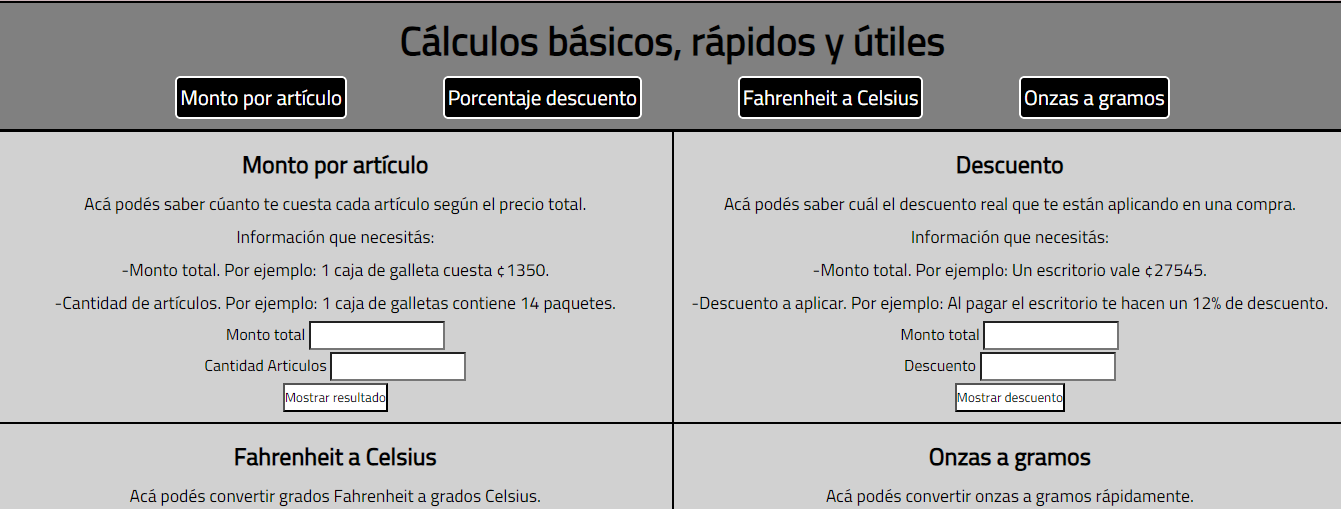 Cálculos básicos, rápidos y útiles
Monto por artículo
Porcentaje descuento
Fahrenheit a Celsius
Onzas a gramos
Monto por artículo
Acá podés saber cúanto te cuesta cada artículo según el precio total.
Información que necesitás:
-Monto total. Por ejemplo: 1 caja de galleta cuesta ¢1350.
-Cantidad de artículos. Por ejemplo: 1 caja de galletas contiene 14 paquetes.
Monto total
Cantidad Articulos
Mostrar resultado
Descuento
Acá podés saber cuál el descuento real que te están aplicando en una compra.
Información que necesitás:
-Monto total. Por ejemplo: Un escritorio vale ¢27545.
-Descuento a aplicar. Por ejemplo: Al pagar el escritorio te hacen un 12% de descuento.
Monto total
Descuento
Mostrar descuento
Fahrenheit a Celsius
Acá podés convertir grados Fahrenheit a grados Celsius.
Onzas a gramos
Acá podés convertir onzas a gramos rápidamente.